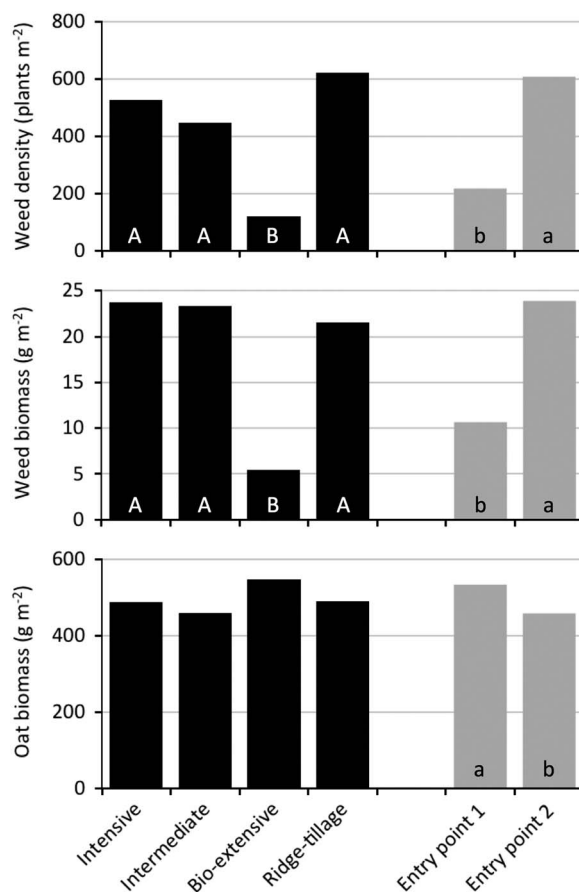 Weed density (plants m⁻²)
800
600
400
200
0
A A B A b a
Weed biomass (g m⁻²)
25
20
15
10
5
0
A A B A b a
Oat biomass (g m⁻²)
600
400
200
0
a b
Intensive
Intermediate
Bio-extensive
Ridge-tillage
Entry point 1
Entry point 2